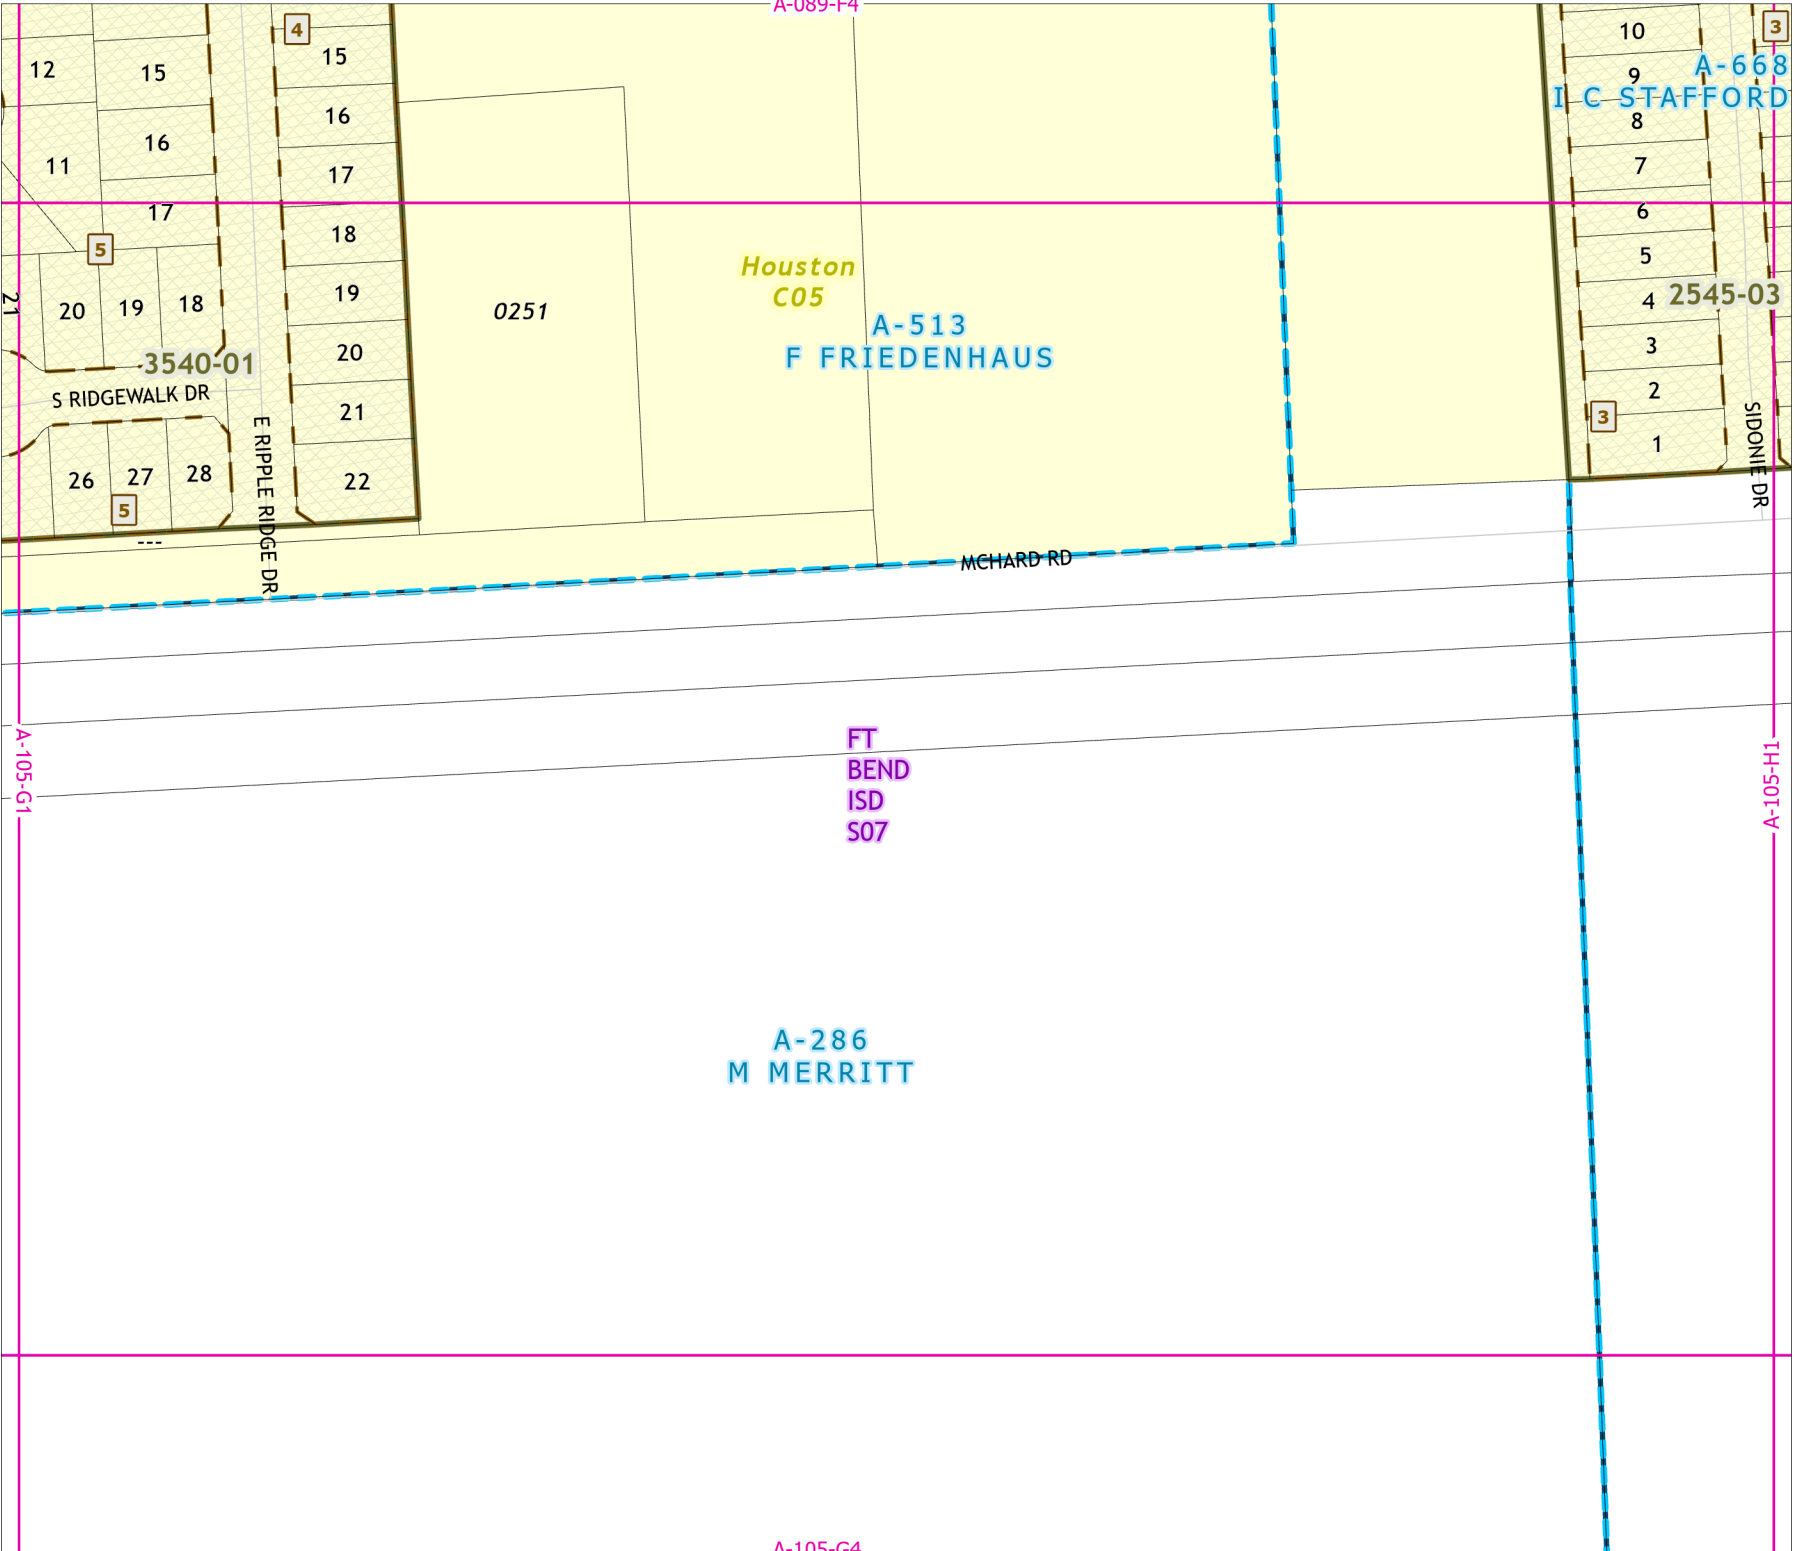 A-089-F4
4
3
12
15
15
10
A-668
I C STAFFORD
9
16
8
16
11
17
7
17
6
18
5
5
Houston
C05
19
4
2545-03
21
20
19
18
0251
A-513
F FRIEDENHAUS
20
3
3540-01
S RIDGEWALK DR
2
21
3
1
E RIPPLE RIDGE DR
SIDONIE DR
26
27
28
22
5
---
MCHARD RD
FT
BEND
ISD
S07
A-105-G1
A-105-H1
A-286
M MERRITT
A-105-G4